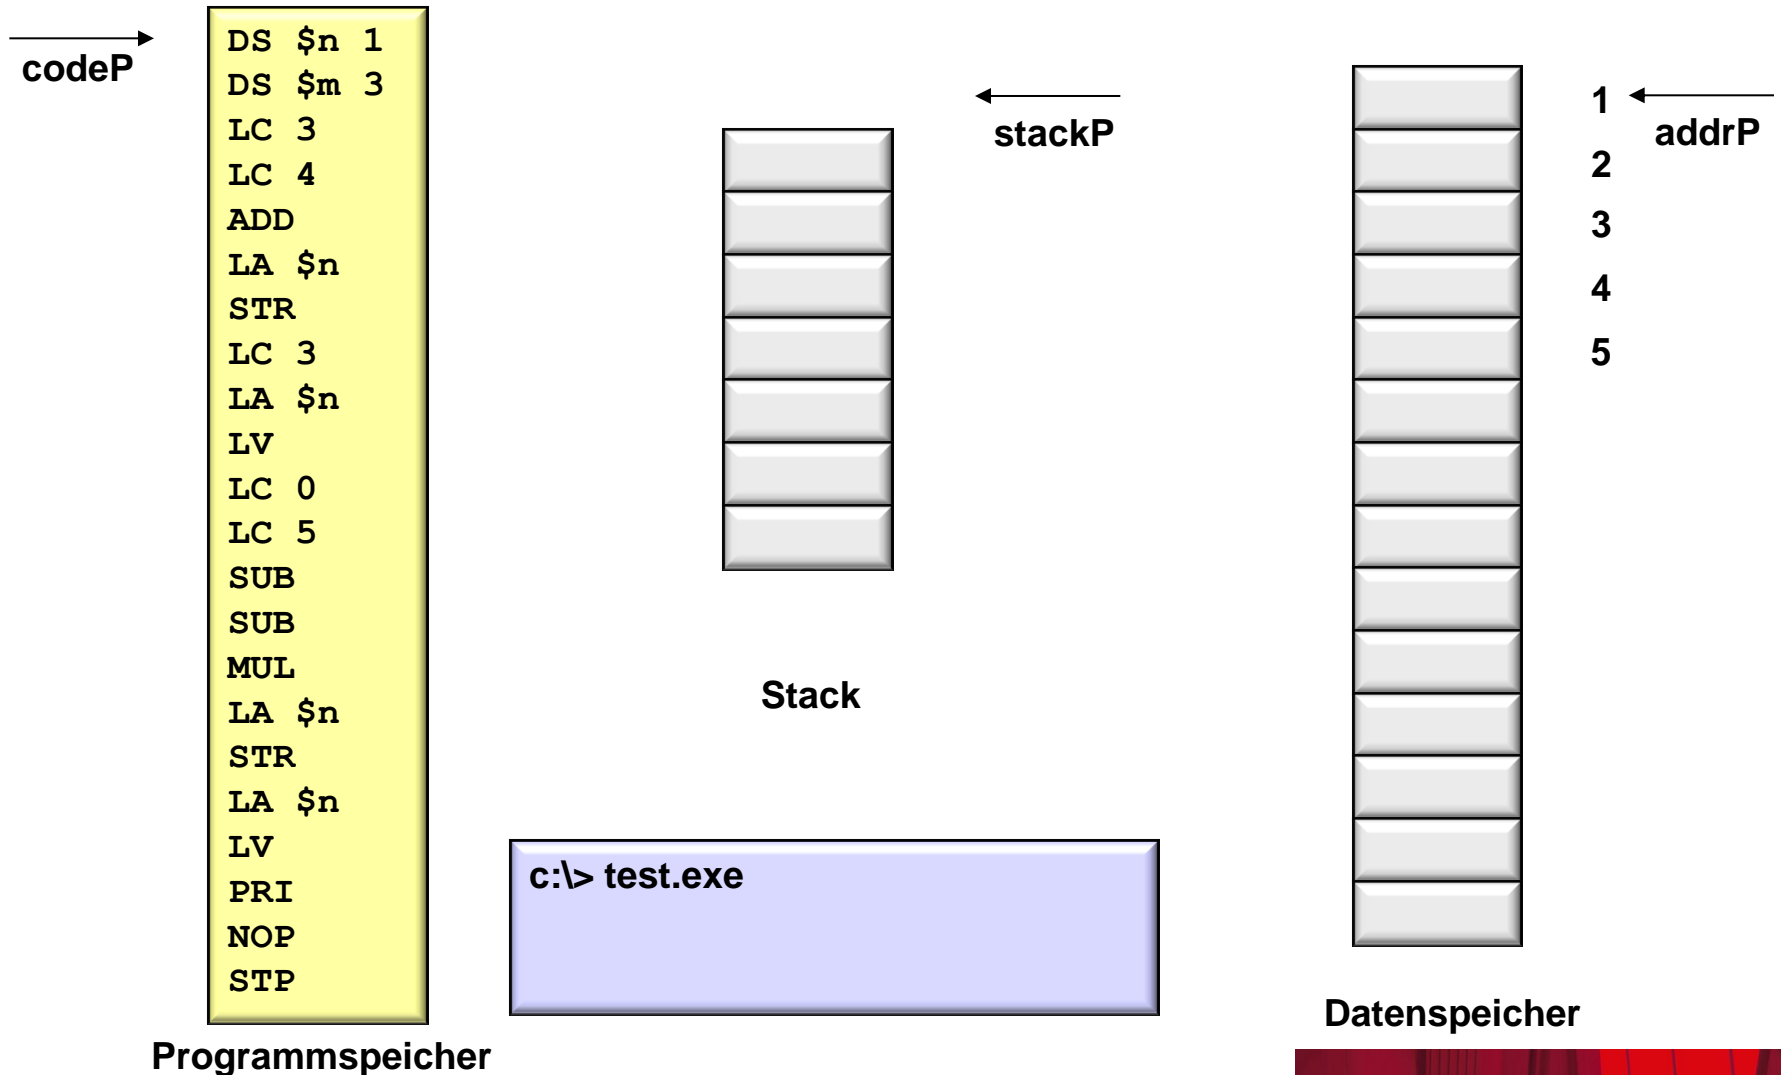 codeP
DS $n 1
DS $m 3
LC 3
LC 4
ADD
LA $n
STR
LC 3
LA $n
LV
LC 0
LC 5
SUB
SUB
MUL
LA $n
STR
LA $n
LV
PRI
NOP
STP
Programmspeicher
stackP
Stack
c:\> test.exe
1
2
3
4
5
addrP
Datenspeicher